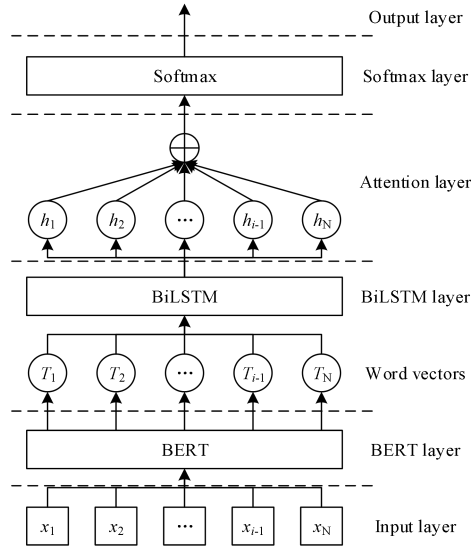 Output layer
Softmax Softmax layer
Attention layer
h1 h2 ... hi-1 hN
BiLSTM BiLSTM layer
T1 T2 ... Ti-1 TN Word vectors
BERT BERT layer
x1 x2 ... xi-1 xN Input layer